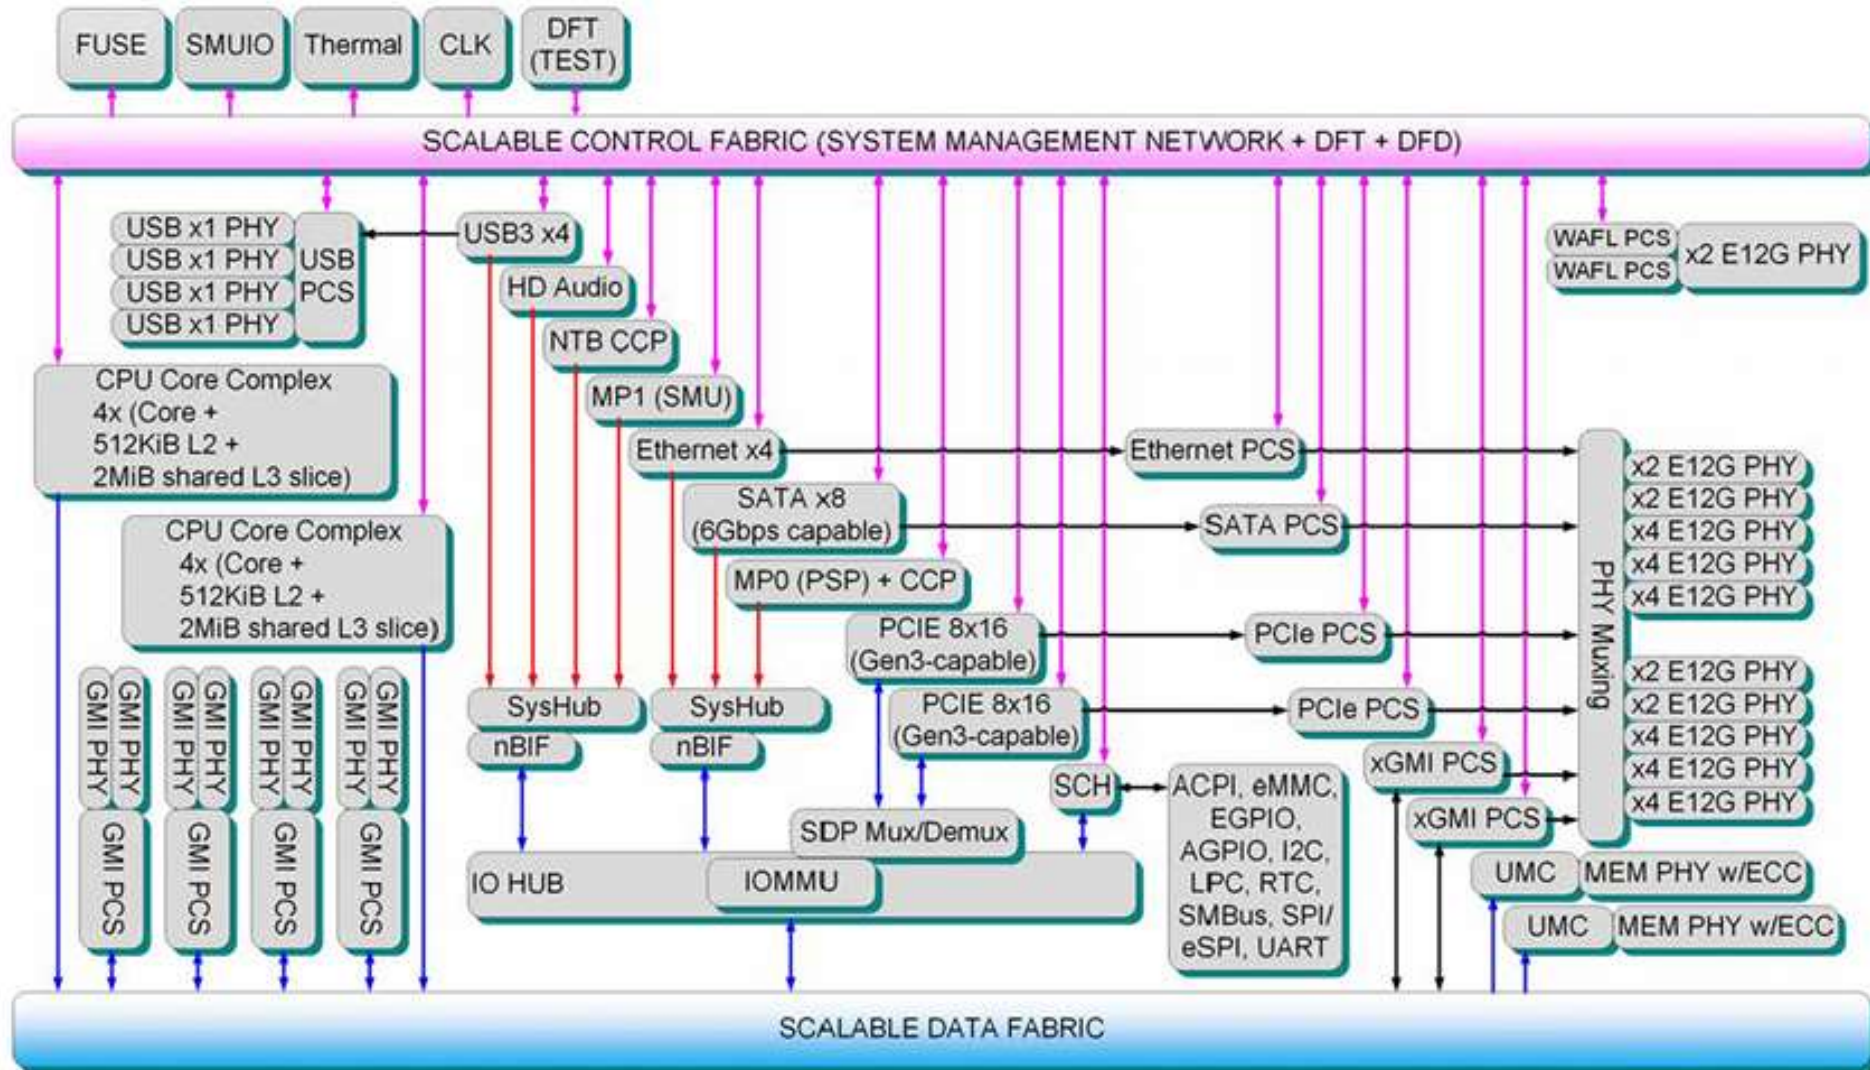 FUSE
SMUIO
Thermal
CLK
DFT
(TEST)
SCALABLE CONTROL FABRIC (SYSTEM MANAGEMENT NETWORK + DFT + DFD)
USB x1 PHY
USB x1 PHY
USB x1 PHY
USB x1 PHY
USB
PCS
USB3 x4
HD Audio
NTB CCP
MP1 (SMU)
Ethernet x4
SATA x8
(6Gbps capable)
MP0 (PSP) + CCP
PCIE 8x16
(Gen3-capable)
PCIE 8x16
(Gen3-capable)
WAFL PCS
WAFL PCS
x2 E12G PHY
CPU Core Complex
4x (Core +
512KiB L2 +
2MiB shared L3 slice)
CPU Core Complex
4x (Core +
512KiB L2 +
2MiB shared L3 slice)
Ethernet PCS
SATA PCS
PCIe PCS
PCIe PCS
xGMI PCS
xGMI PCS
PHY Muxing
x2 E12G PHY
x2 E12G PHY
x4 E12G PHY
x4 E12G PHY
x4 E12G PHY
x2 E12G PHY
x2 E12G PHY
x4 E12G PHY
x4 E12G PHY
x4 E12G PHY
GMI PHY
GMI PHY
GMI PHY
GMI PHY
GMI PHY
GMI PHY
GMI PHY
GMI PHY
GMI PCS
GMI PCS
GMI PCS
GMI PCS
SysHub
nBIF
SysHub
nBIF
SDP Mux/Demux
IO HUB
IOMMU
SCH
ACPI, eMMC,
EGPIO,
AGPIO, I2C,
LPC, RTC,
SMBus, SPI/
eSPI, UART
UMC
MEM PHY w/ECC
UMC
MEM PHY w/ECC
SCALABLE DATA FABRIC